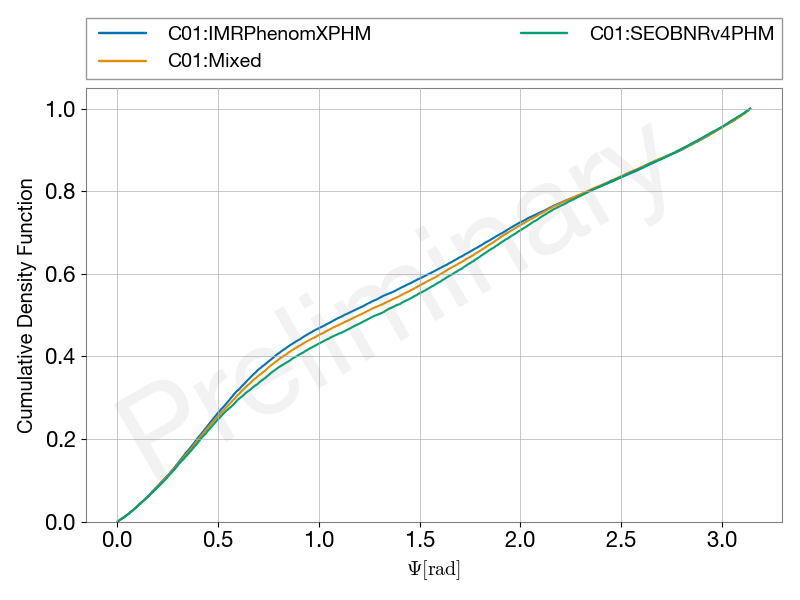 C01:IMRPhenomXPHM
C01:Mixed
C01:SEOBNRv4PHM
Cumulative Density Function
1.0
0.8
0.6
0.4
0.2
0.0
Preliminary
0.0 0.5 1.0 1.5 2.0 2.5 3.0
Ψ[rad]